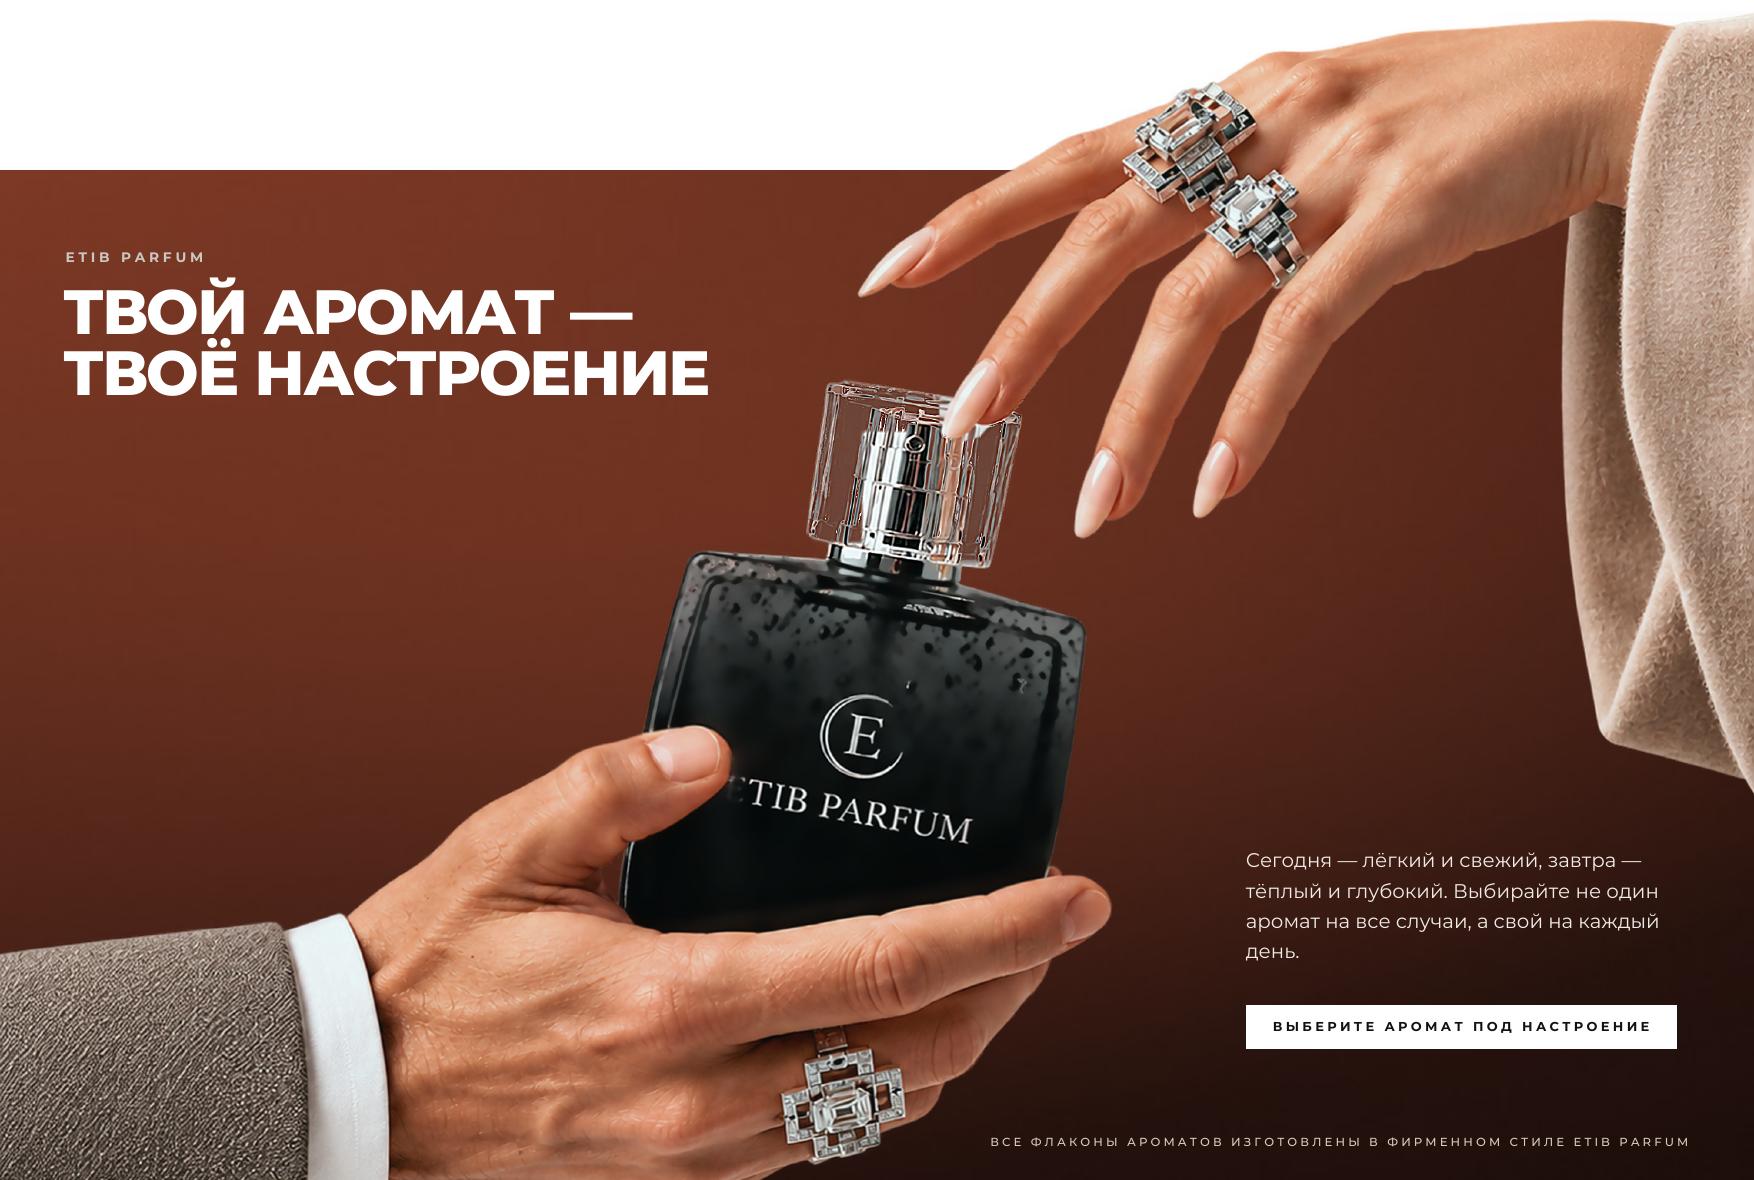 ETIB PARFUM
ТВОЙ АРОМАТ —
ТВОЁ НАСТРОЕНИЕ
E
ETIB PARFUM
Сегодня — лёгкий и свежий, завтра —
тёплый и глубокий. Выбирайте не один
аромат на все случаи, а свой на каждый
день.
ВЫБЕРИТЕ АРОМАТ ПОД НАСТРОЕНИЕ
ВСЕ ФЛАКОНЫ АРОМАТОВ ИЗГОТОВЛЕНЫ В ФИРМЕННОМ СТИЛЕ ETIB PARFUM